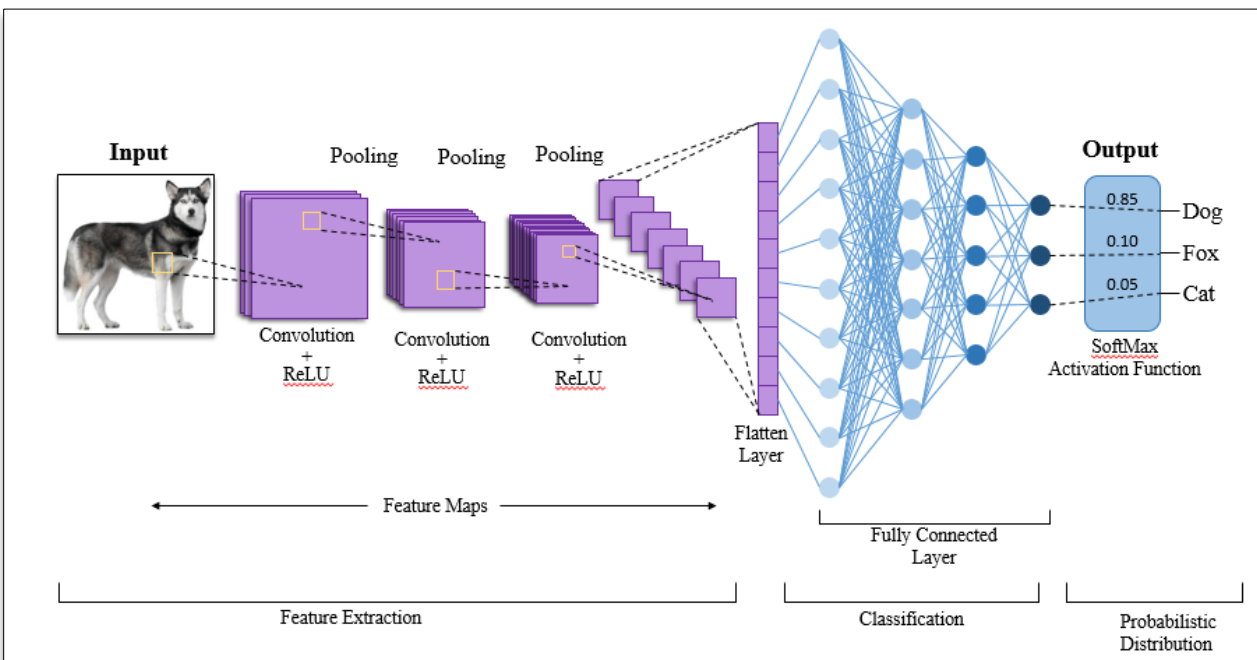 Input
Pooling
Pooling
Pooling
Output
0.85
Dog
0.10
Fox
0.05
Cat
Convolution
+
ReLU
Convolution
+
ReLU
Convolution
+
ReLU
SoftMax
Activation Function
Flatten
Layer
Feature Maps
Fully Connected
Layer
Feature Extraction
Classification
Probabilistic
Distribution